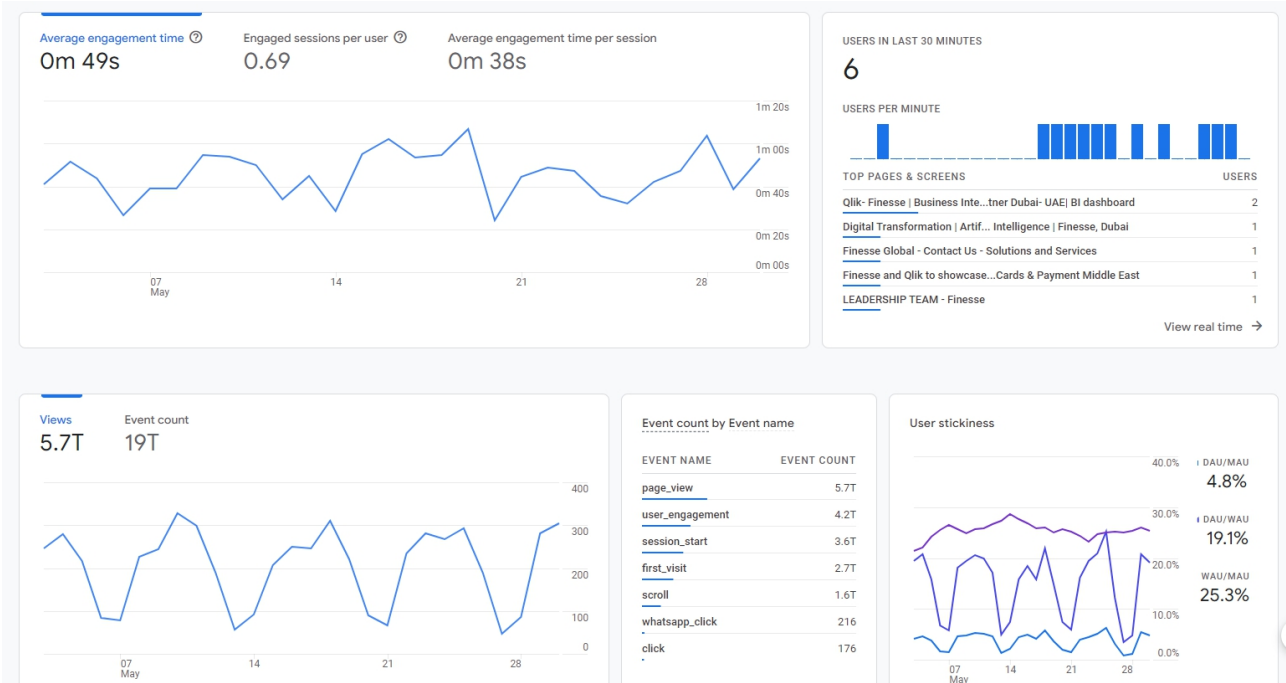 Average engagement time
Engaged sessions per user
Average engagement time per session
0m 49s
0.69
0m 38s
1m 20s
1m 00s
0m 40s
0m 20s
0m 00s
07
May
14
21
28
USERS IN LAST 30 MINUTES
6
USERS PER MINUTE
TOP PAGES & SCREENS USERS
Qlik- Finesse | Business Inte...tner Dubai- UAE| BI dashboard 2
Digital Transformation | Artif... Intelligence | Finesse, Dubai 1
Finesse Global - Contact Us - Solutions and Services 1
Finesse and Qlik to showcase...Cards & Payment Middle East 1
LEADERSHIP TEAM - Finesse 1
View real time
Views
Event count
5.7T
19T
400
300
200
100
0
07
May
14
21
28
Event count by Event name
EVENT NAME EVENT COUNT
page_view 5.7T
user_engagement 4.2T
session_start 3.6T
first_visit 2.7T
scroll 1.6T
whatsapp_click 216
click 176
User stickiness
40.0%
30.0%
20.0%
10.0%
0.0%
07
May
14
21
28
DAU/MAU
4.8%
DAU/WAU
19.1%
WAU/MAU
25.3%